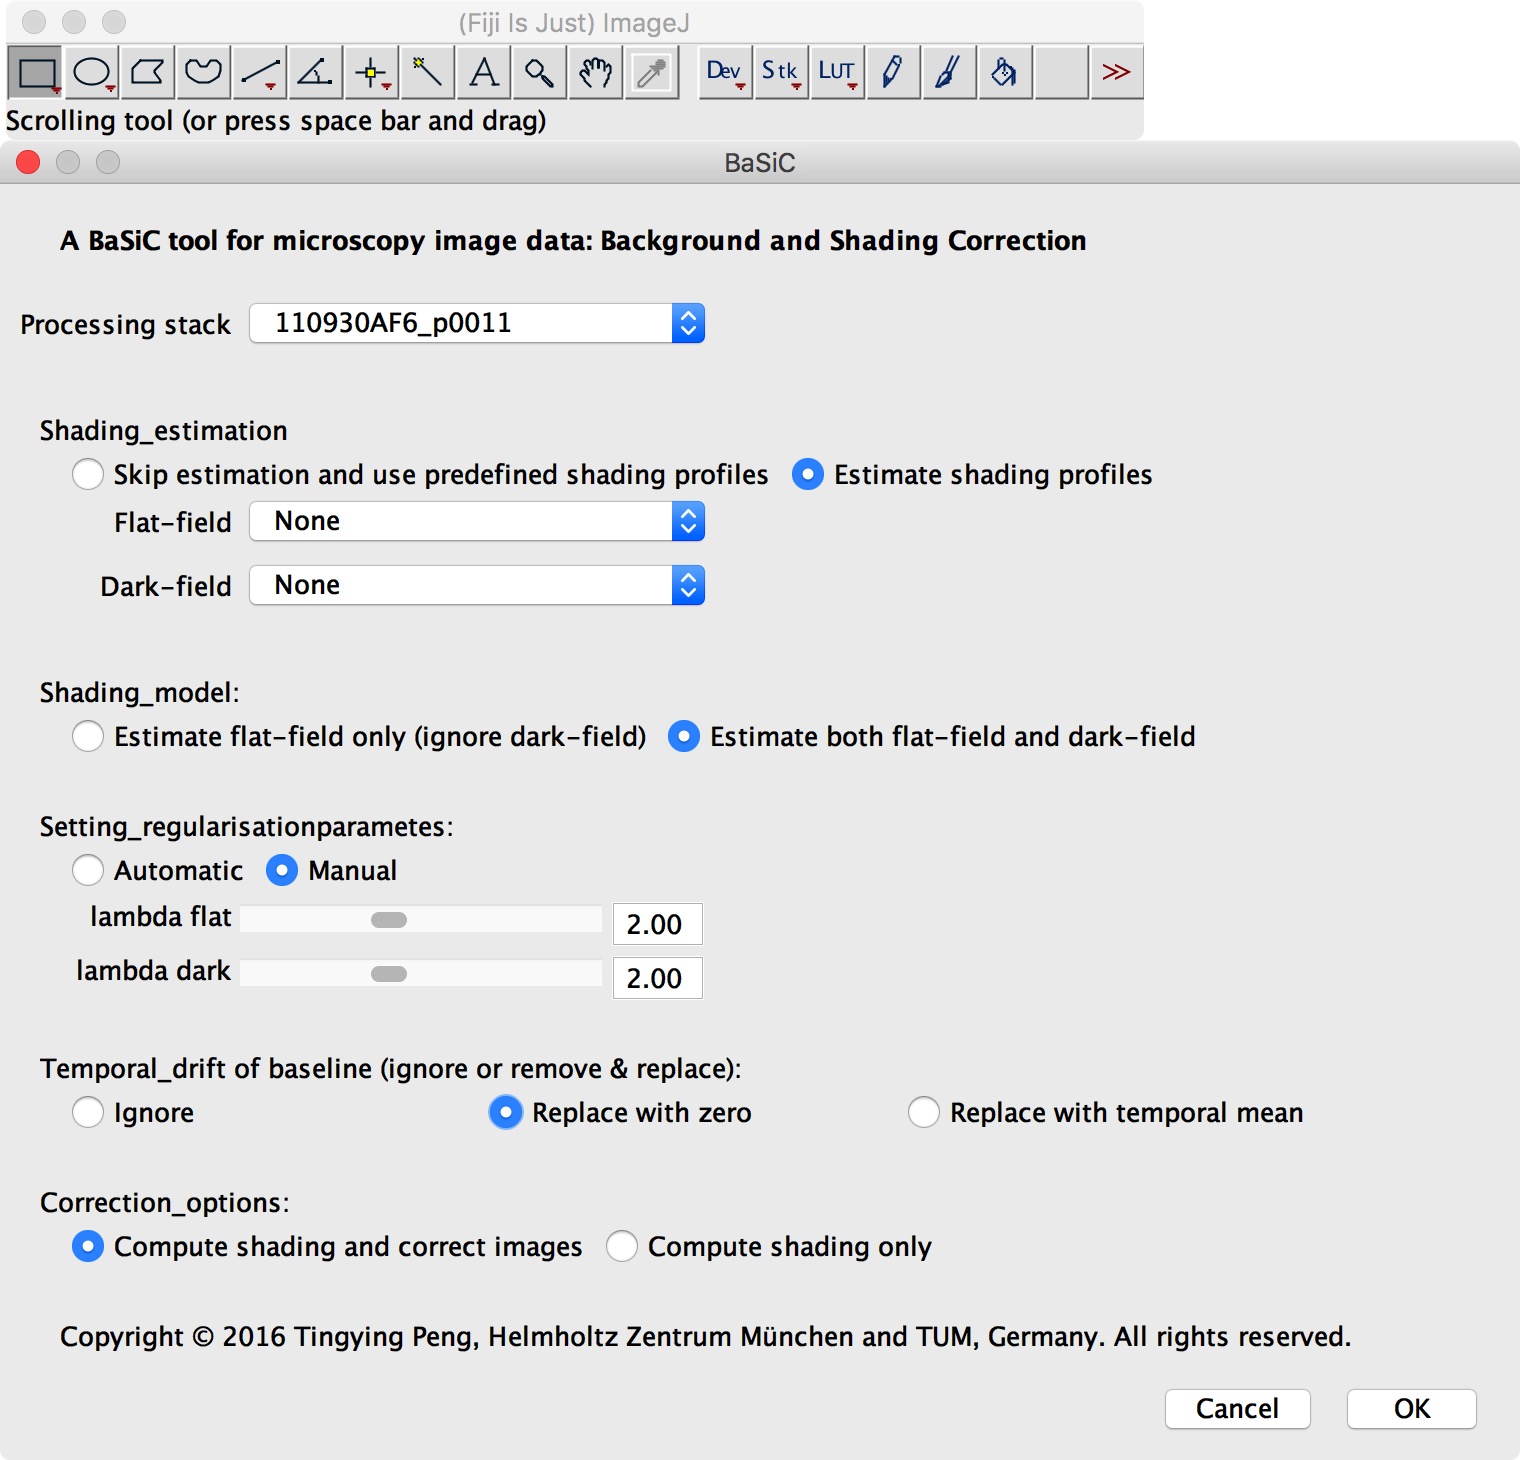 (Fiji Is Just) ImageJ
A Dev Stk LUT >>
Scrolling tool (or press space bar and drag)
BaSiC
A BaSiC tool for microscopy image data: Background and Shading Correction
Processing stack 110930AF6_p0011
Shading_estimation
Skip estimation and use predefined shading profiles Estimate shading profiles
Flat-field None
Dark-field None
Shading_model:
Estimate flat-field only (ignore dark-field) Estimate both flat-field and dark-field
Setting_regularisationparametes:
Automatic Manual
lambda flat 2.00
lambda dark 2.00
Temporal_drift of baseline (ignore or remove & replace):
Ignore Replace with zero Replace with temporal mean
Correction_options:
Compute shading and correct images Compute shading only
Copyright © 2016 Tingying Peng, Helmholtz Zentrum München and TUM, Germany. All rights reserved.
Cancel OK